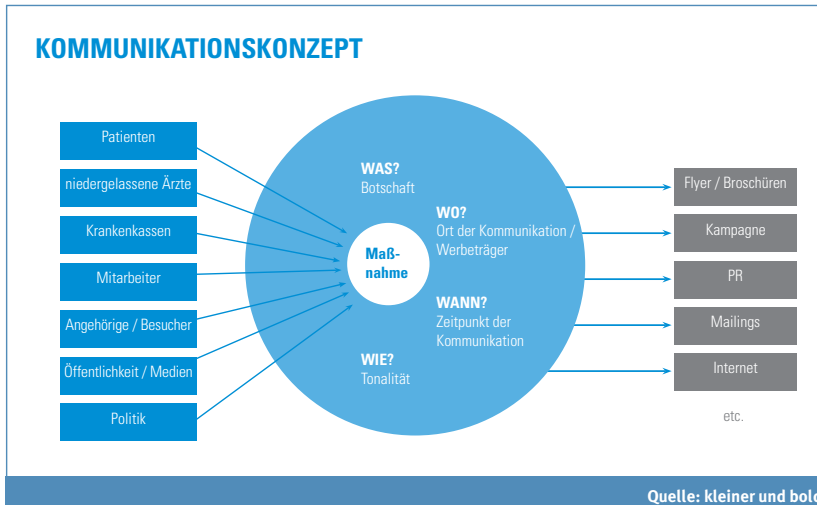 KOMMUNIKATIONSKONZEPT
Patienten
niedergelassene Ärzte
Krankenkassen
Mitarbeiter
Angehörige / Besucher
Öffentlichkeit / Medien
Politik
WAS?
Botschaft
WO?
Ort der Kommunikation /
Werbeträger
Maß-
nahme
WANN?
Zeitpunkt der
Kommunikation
WIE?
Tonalität
Flyer / Broschüren
Kampagne
PR
Mailings
Internet
etc.
Quelle: kleiner und bold